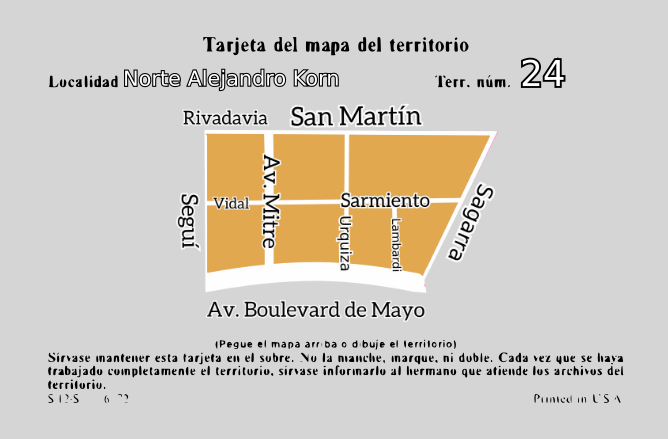 Tarjeta del mapa del territorio
Localidad Norte Alejandro Korn Terr. núm. 24
Rivadavia San Martín
Av. Mitre
Seguí
Vidal
Sarmiento
Sagarra
Urquiza
Lambardi
Av. Boulevard de Mayo
(Pegue el mapa arriba o dibuje el territorio)
Sírvase mantener esta tarjeta en el sobre. No la manche, marque, ni doble. Cada vez que se haya
trabajado completamente el territorio, sírvase informarlo al hermano que atiende los archivos del
territorio.
S-12-S 6-72 Printed in U.S.A.